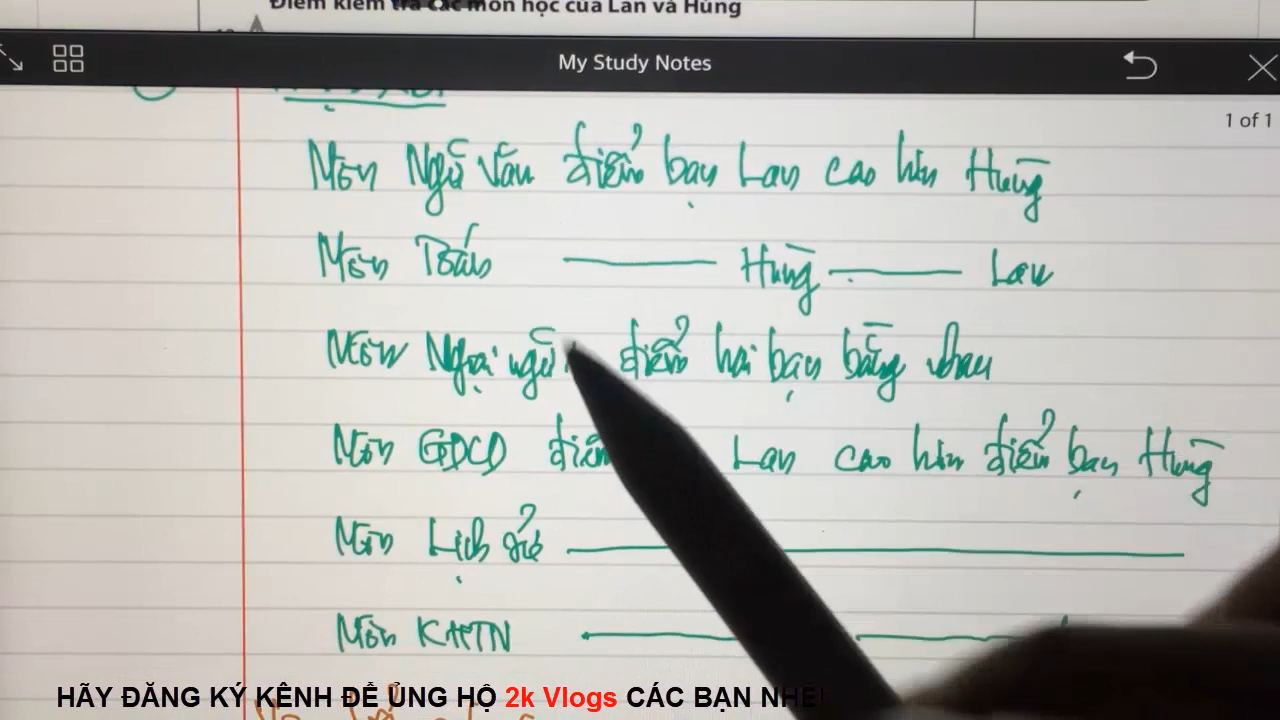 Điểm kiểm tra các môn học của Lan và Hùng
My Study Notes
1 of 1
Môn Ngữ Văn điểm bạn Lan cao hơn Hùng
Môn Toán ——— Hùng ——— Lan
Môn Ngoại ngữ điểm hai bạn bằng nhau
Môn GDCD điểm Lan cao hơn điểm bạn Hùng
Môn Lịch sử ———
Môn KHTN ———
HÃY ĐĂNG KÝ KÊNH ĐỂ ỦNG HỘ 2k Vlogs CÁC BẠN NHÉ!